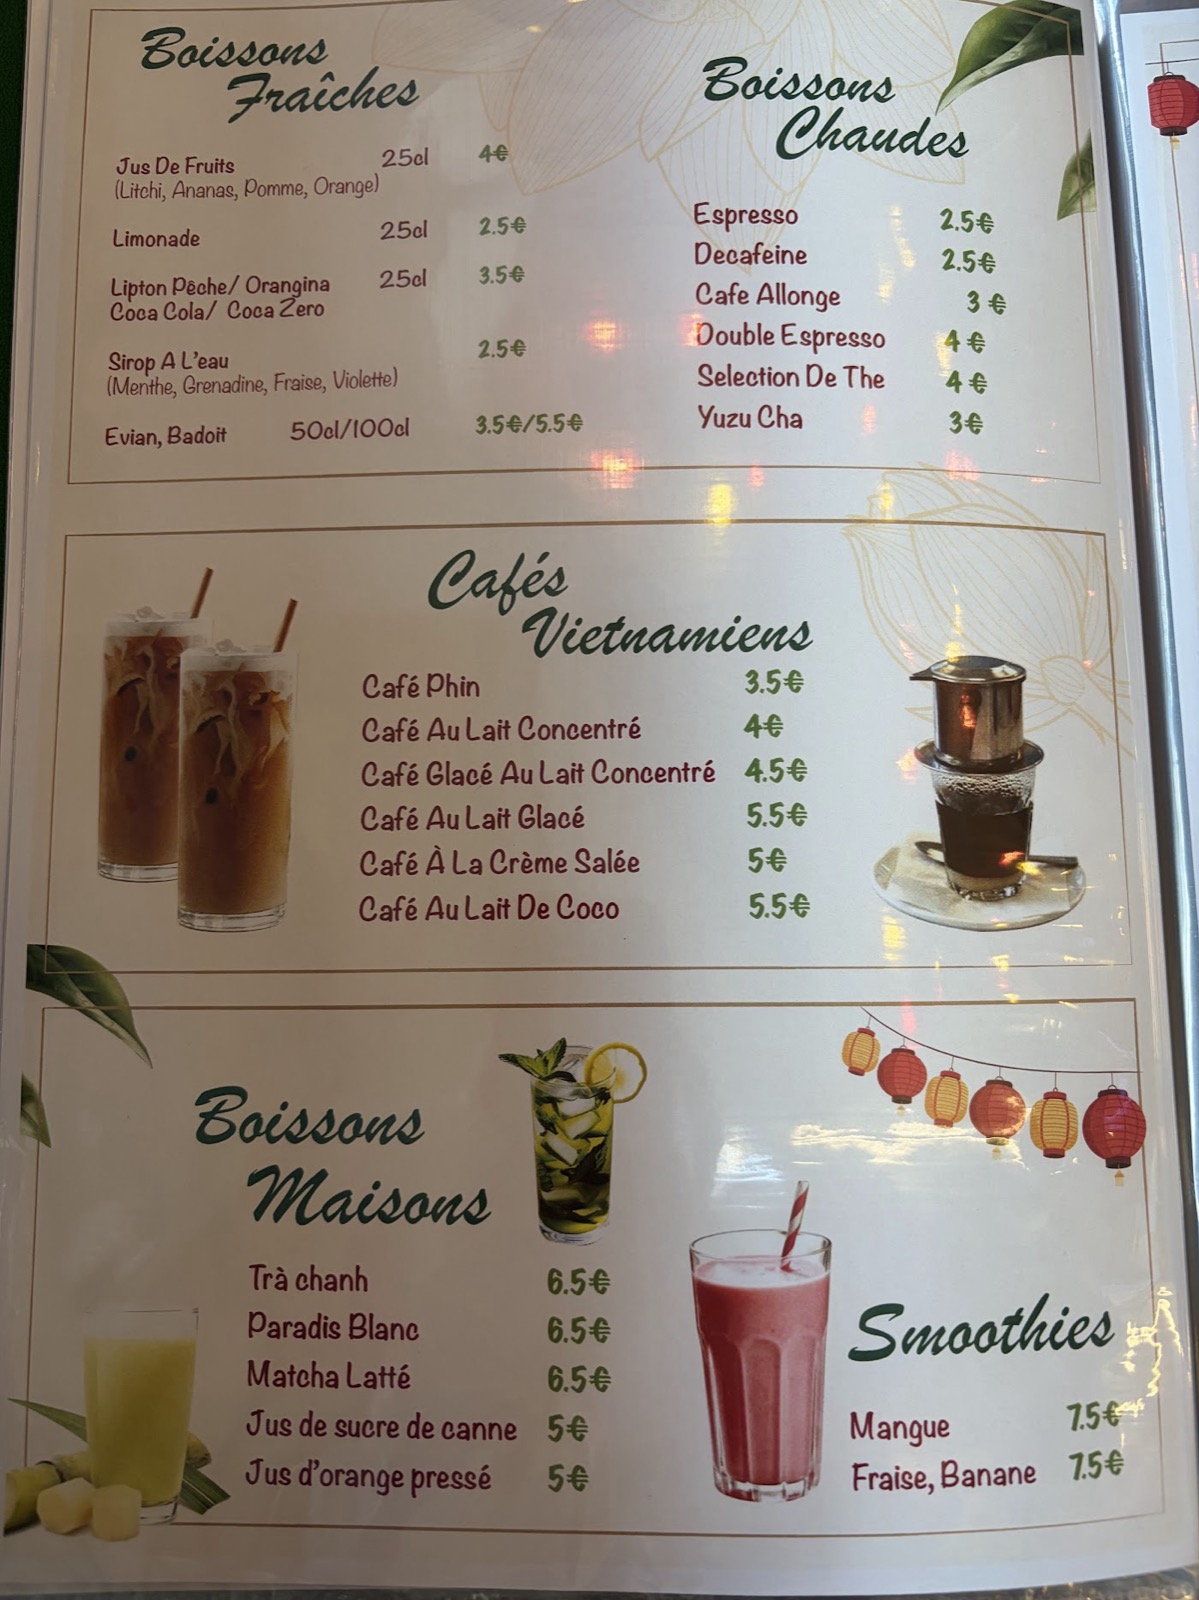 Boissons
Fraîches
Jus De Fruits 25cl 4€
(Litchi, Ananas, Pomme, Orange)
Limonade 25cl 2.5€
Lipton Pêche/ Orangina 25cl 3.5€
Coca Cola/ Coca Zero
Sirop A L'eau 2.5€
(Menthe, Grenadine, Fraise, Violette)
Evian, Badoit 50cl/100cl 3.5€/5.5€
Boissons
Chaudes
Espresso 2.5€
Decafeine 2.5€
Cafe Allonge 3 €
Double Espresso 4 €
Selection De The 4 €
Yuzu Cha 3€
Cafés
Vietnamiens
Café Phin 3.5€
Café Au Lait Concentré 4€
Café Glacé Au Lait Concentré 4.5€
Café Au Lait Glacé 5.5€
Café À La Crème Salée 5€
Café Au Lait De Coco 5.5€
Boissons
Maisons
Trà chanh 6.5€
Paradis Blanc 6.5€
Matcha Latté 6.5€
Jus de sucre de canne 5€
Jus d'orange pressé 5€
Smoothies
Mangue 7.5€
Fraise, Banane 7.5€